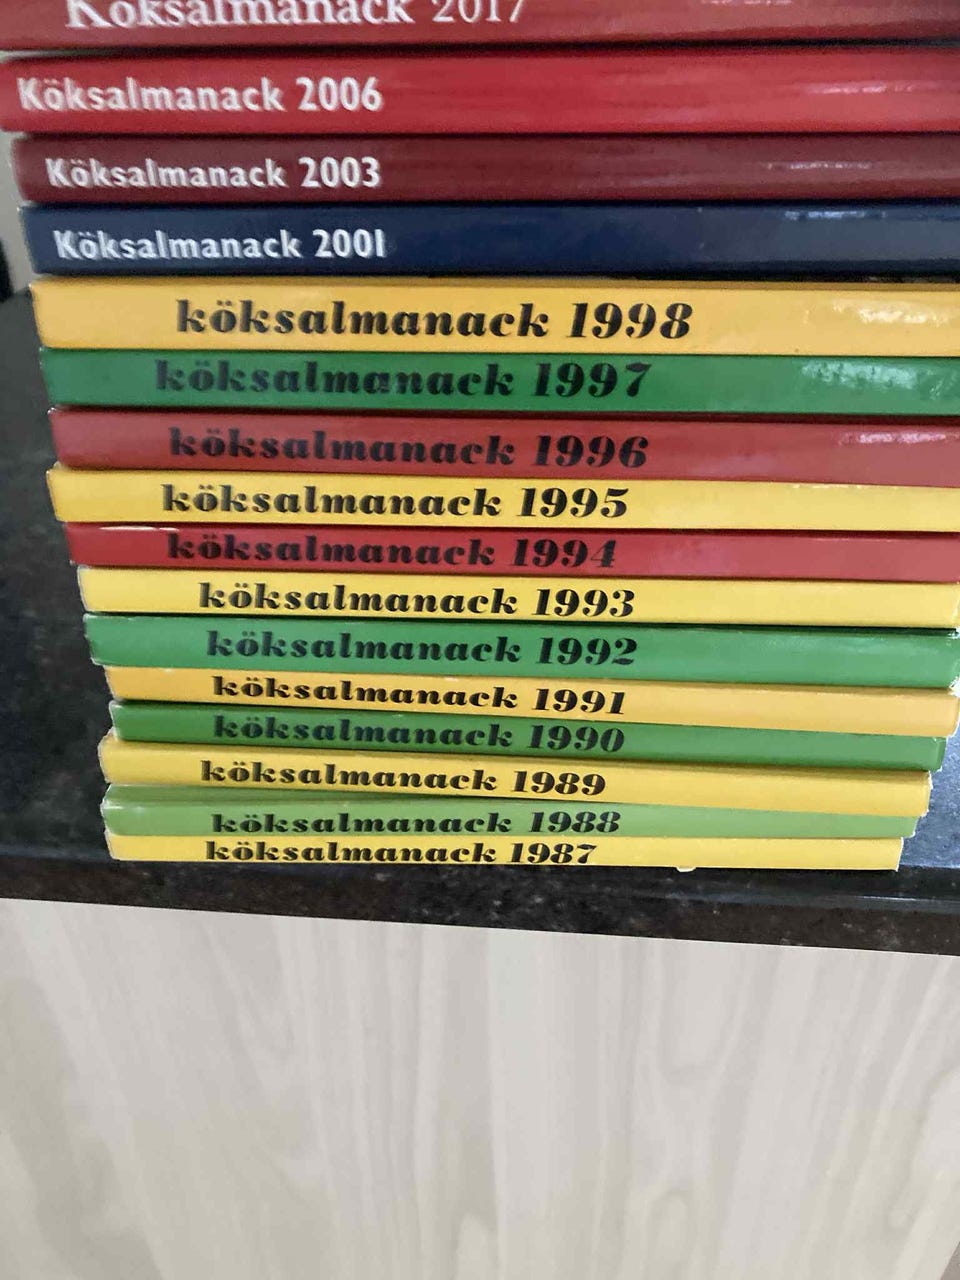 Köksalmanack 2017
Köksalmanack 2006
Köksalmanack 2003
Köksalmanack 2001
köksalmanack 1998
köksalmanack 1997
köksalmanack 1996
köksalmanack 1995
köksalmanack 1994
köksalmanack 1993
köksalmanack 1992
köksalmanack 1991
köksalmanack 1990
köksalmanack 1989
köksalmanack 1988
köksalmanack 1987